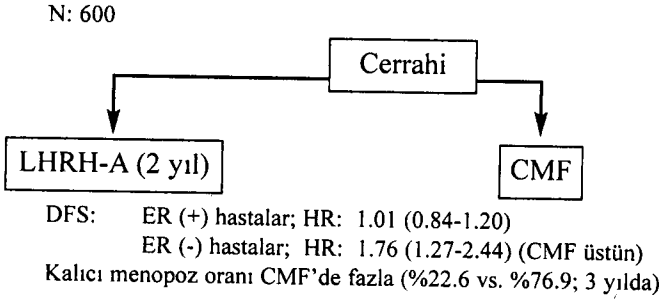 N: 600
Cerrahi
LHRH-A (2 yıl)
CMF
DFS: ER (+) hastalar; HR: 1.01 (0.84-1.20)
ER (-) hastalar; HR: 1.76 (1.27-2.44) (CMF üstün)
Kalıcı menopoz oranı CMF'de fazla (%22.6 vs. %76.9; 3 yılda)